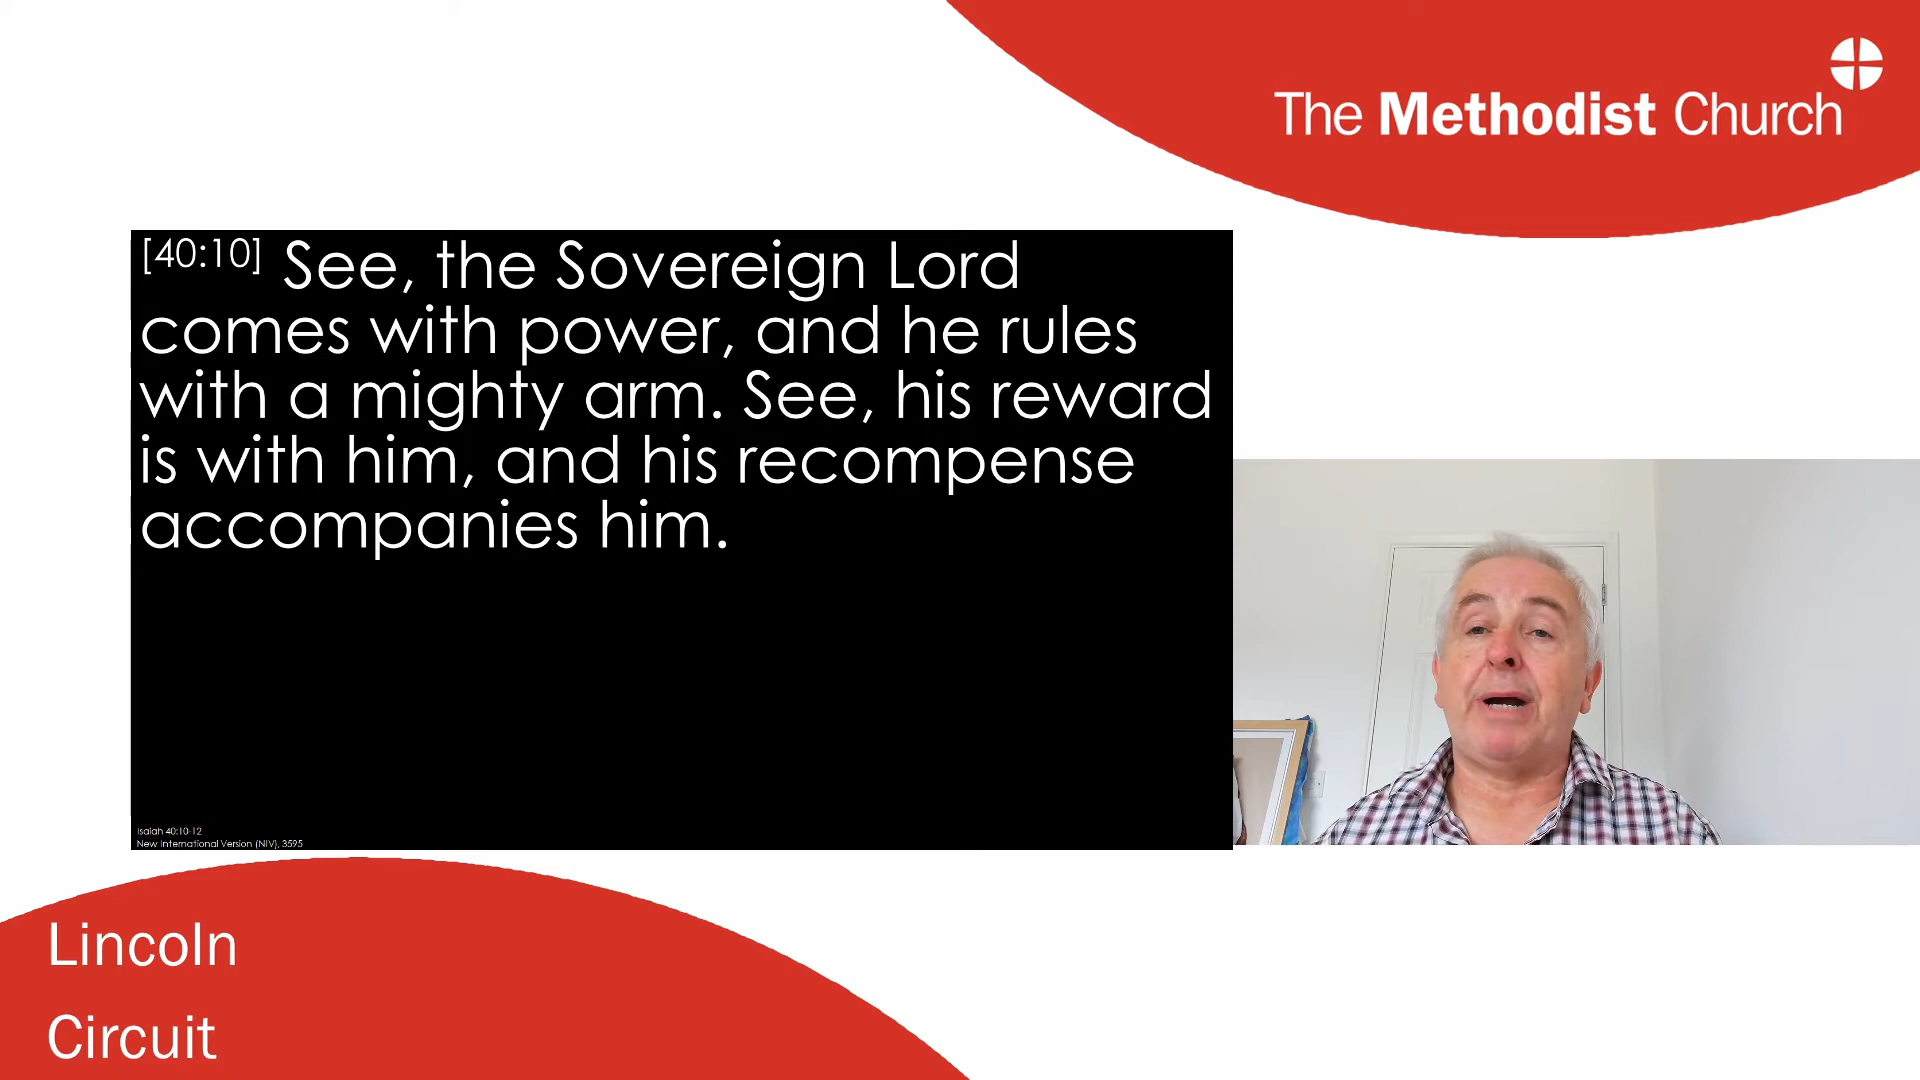 The Methodist Church
[40:10] See, the Sovereign Lord
comes with power, and he rules
with a mighty arm. See, his reward
is with him, and his recompense
accompanies him.
Isaiah 40:10-12
New International Version (NIV), 3595
Lincoln
Circuit